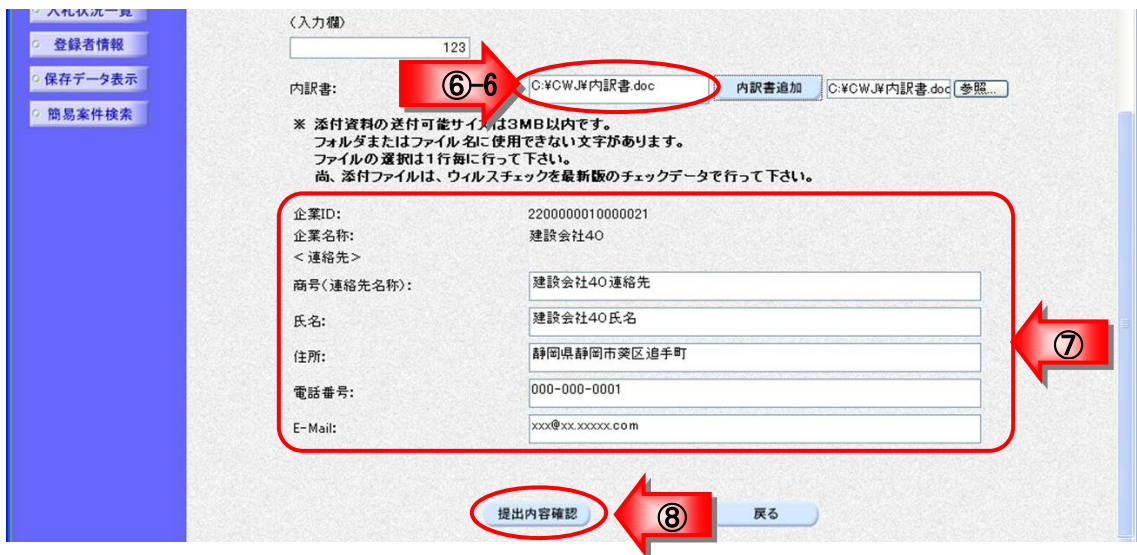 入札状況一覧
登録者情報
保存データ表示
簡易案件検索
(入力欄)
123
内訳書: ⑥-6 C:¥CWJ¥内訳書.doc 内訳書追加 C:¥CWJ¥内訳書.doc 参照...
※ 添付資料の送付可能サイズは3MB以内です。
フォルダまたはファイル名に使用できない文字があります。
ファイルの選択は1行毎に行って下さい。
尚、添付ファイルは、ウィルスチェックを最新版のチェックデータで行って下さい。
企業ID: 2200000010000021
企業名称: 建設会社40
<連絡先>
商号(連絡先名称): 建設会社40連絡先
氏名: 建設会社40氏名
住所: 静岡県静岡市葵区追手町
⑦
電話番号: 000-000-0001
E-Mail: xxx@xx.xxxxx.com
提出内容確認 ⑧ 戻る